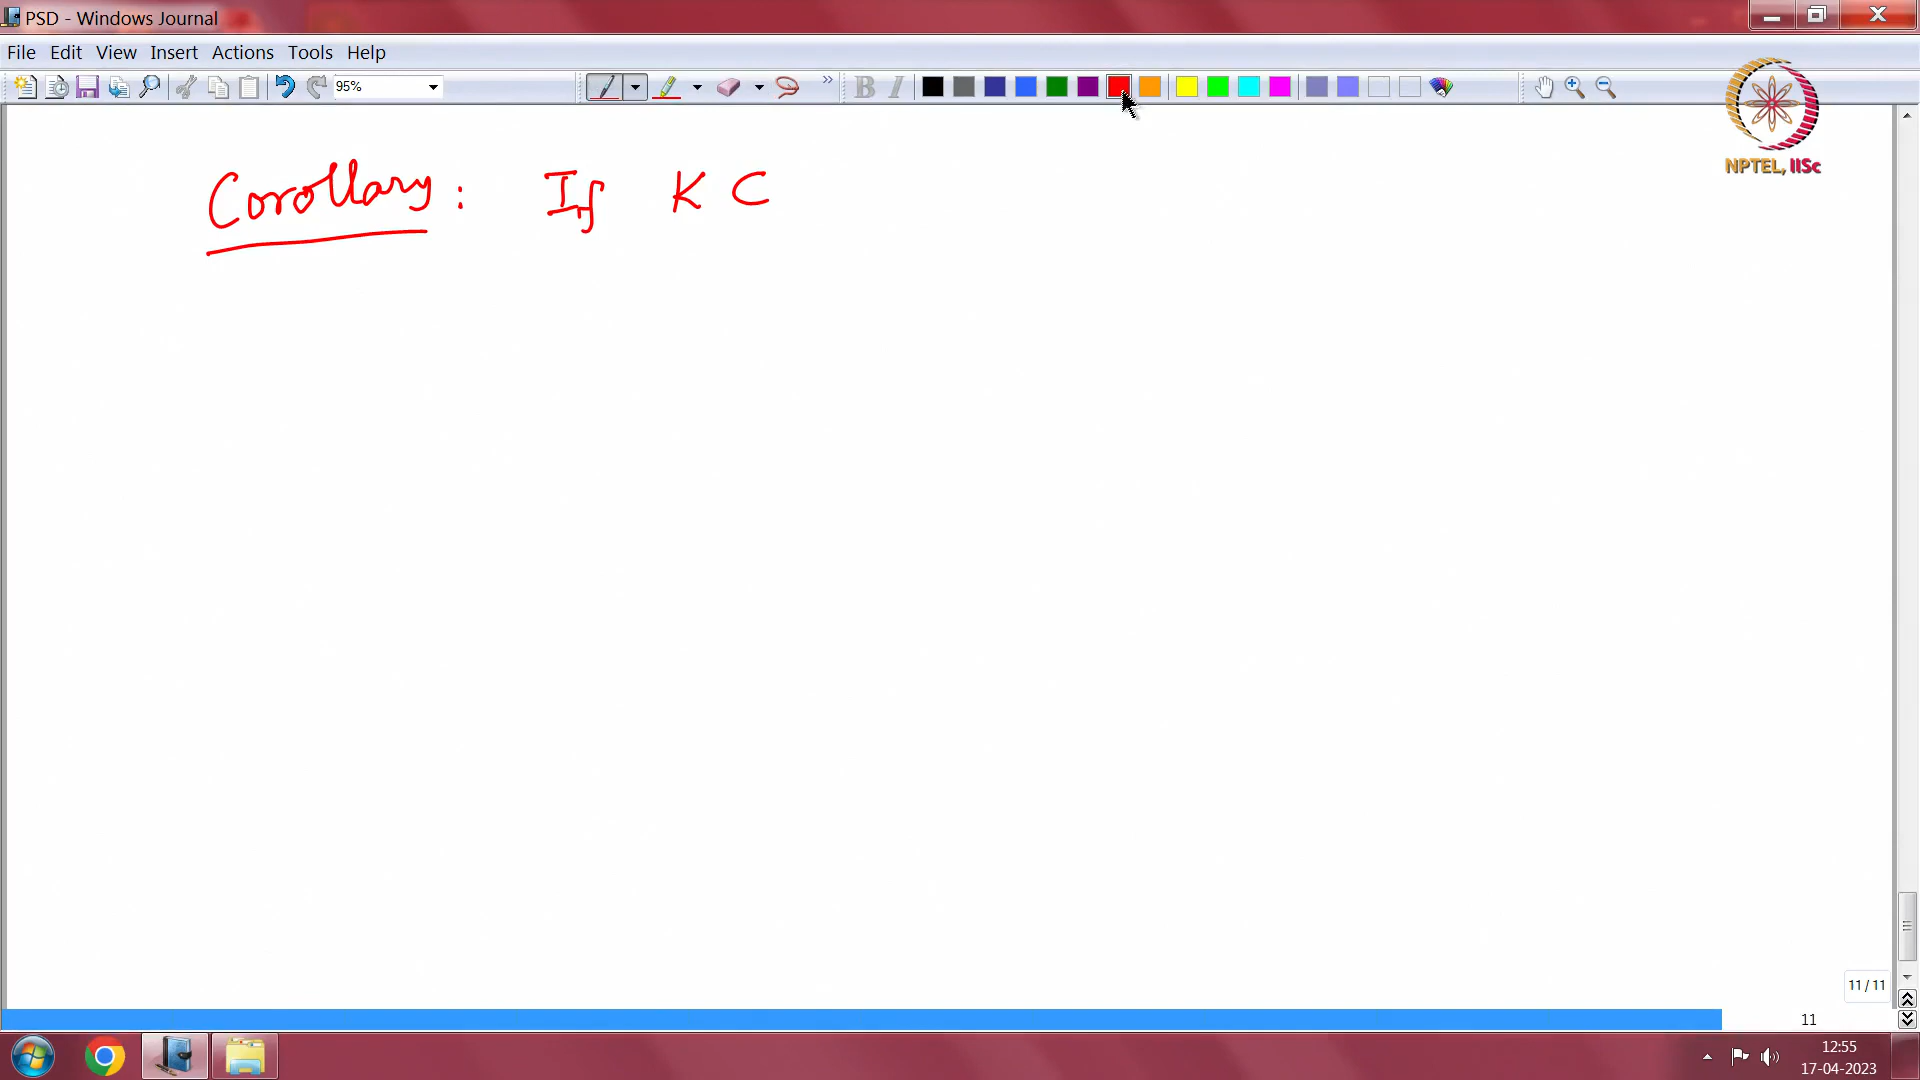 PSD - Windows Journal
File Edit View Insert Actions Tools Help
95%
B I
NPTEL, IISc
Corollary : If K C
11 / 11
11
12:55
17-04-2023